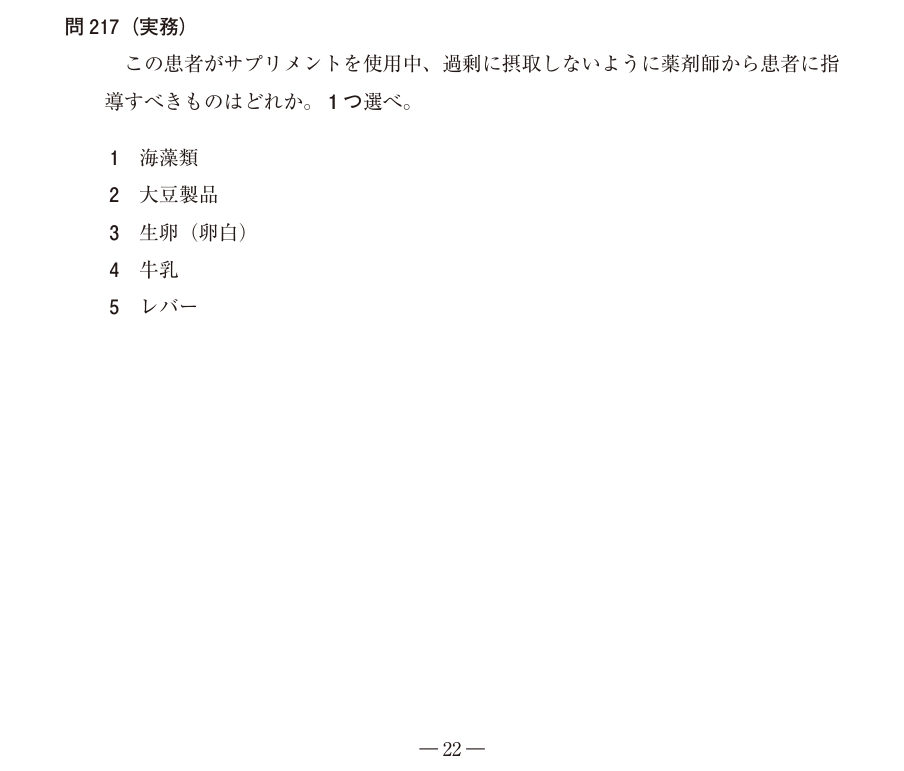 問 217（実務）
この患者がサプリメントを使用中、過剰に摂取しないように薬剤師から患者に指
導すべきものはどれか。1つ選べ。
1 海藻類
2 大豆製品
3 生卵（卵白）
4 牛乳
5 レバー
― 22 ―